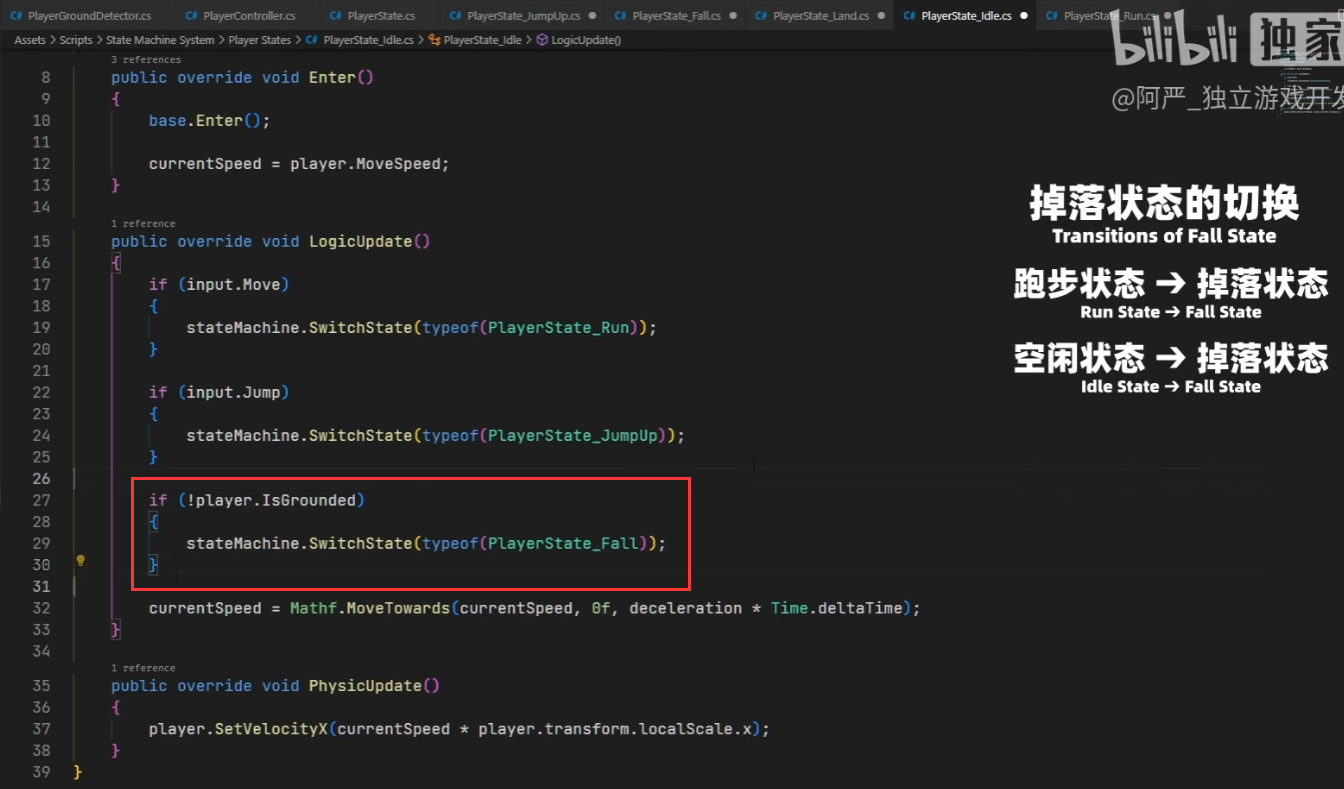 PlayerGroundDetector.cs PlayerController.cs PlayerState.cs PlayerState_JumpUp.cs PlayerState_Fall.cs PlayerState_Land.cs PlayerState_Idle.cs PlayerState_Run.cs
Assets > Scripts > State Machine System > Player States > PlayerState_Idle.cs > PlayerState_Idle > LogicUpdate()
bilibili 独家
@阿严_独立游戏开发
3 references
8 public override void Enter()
9 {
10 base.Enter();
11
12 currentSpeed = player.MoveSpeed;
13 }
14
1 reference
15 public override void LogicUpdate()
16 {
17 if (input.Move)
18 {
19 stateMachine.SwitchState(typeof(PlayerState_Run));
20 }
21
22 if (input.Jump)
23 {
24 stateMachine.SwitchState(typeof(PlayerState_JumpUp));
25 }
26
27 if (!player.IsGrounded)
28 {
29 stateMachine.SwitchState(typeof(PlayerState_Fall));
30 }
31
32 currentSpeed = Mathf.MoveTowards(currentSpeed, 0f, deceleration * Time.deltaTime);
33 }
34
1 reference
35 public override void PhysicUpdate()
36 {
37 player.SetVelocityX(currentSpeed * player.transform.localScale.x);
38 }
39 }
掉落状态的切换
Transitions of Fall State
跑步状态 → 掉落状态
Run State → Fall State
空闲状态 → 掉落状态
Idle State → Fall State